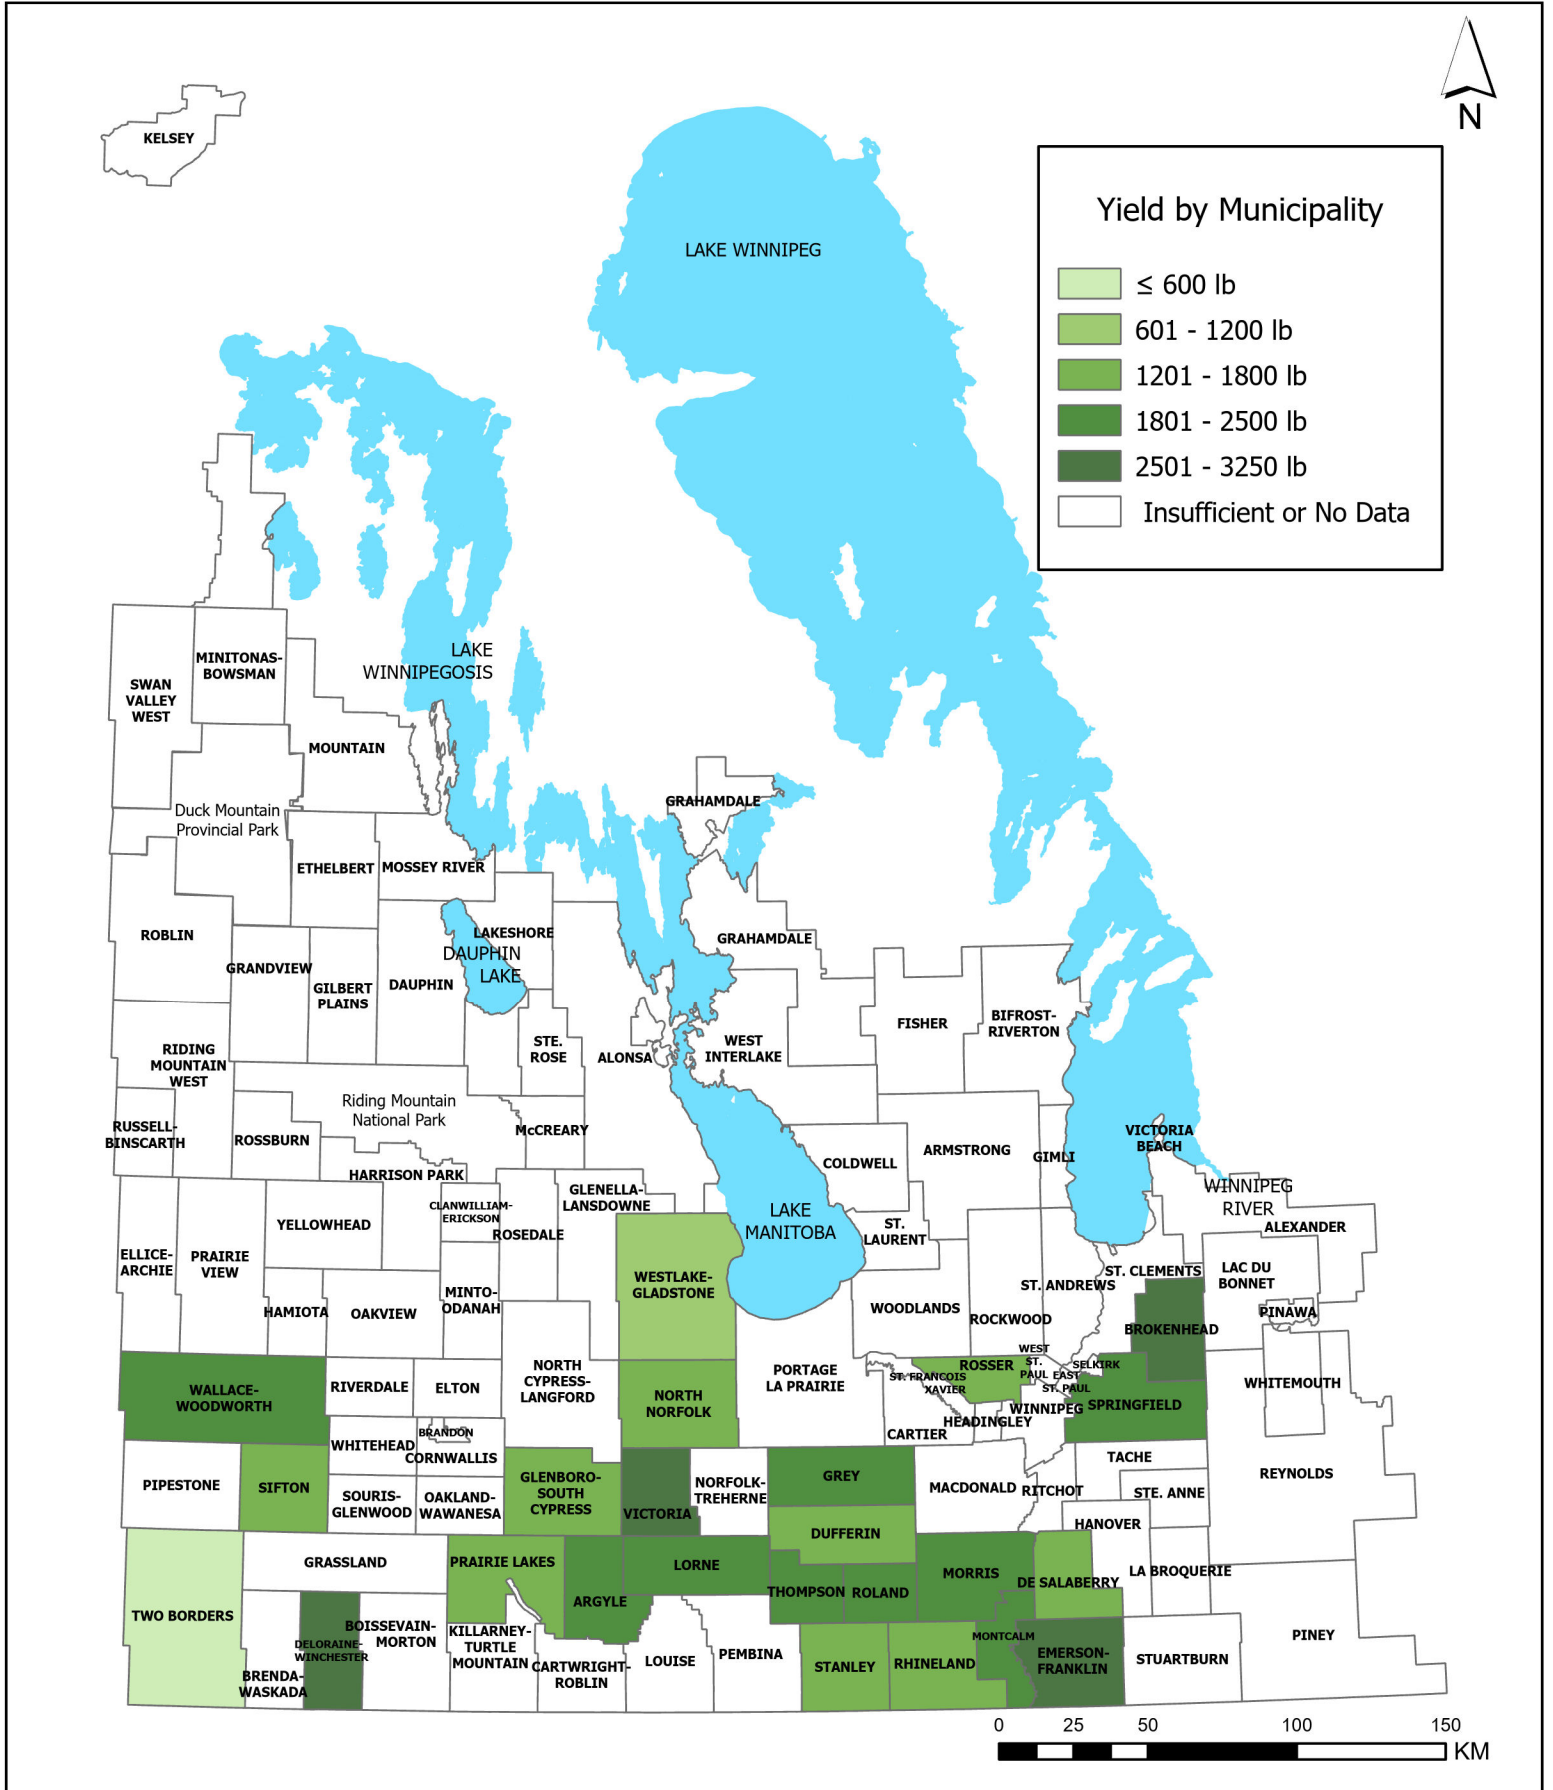 N
KELSEY
Yield by Municipality
≤ 600 lb
601 - 1200 lb
1201 - 1800 lb
1801 - 2500 lb
2501 - 3250 lb
Insufficient or No Data
LAKE WINNIPEG
LAKE
WINNIPEGOSIS
MINITONAS-
BOWSMAN
SWAN
VALLEY
WEST
MOUNTAIN
Duck Mountain
Provincial Park
GRAHAMDALE
ETHELBERT
MOSSEY RIVER
ROBLIN
LAKESHORE
DAUPHIN
LAKE
GRAHAMDALE
GRANDVIEW
GILBERT
PLAINS
DAUPHIN
FISHER
BIFROST-
RIVERTON
STE.
ROSE
ALONSA
WEST
INTERLAKE
RIDING
MOUNTAIN
WEST
Riding Mountain
National Park
RUSSELL-
BINSCARTH
ROSSBURN
McCREARY
VICTORIA
BEACH
ARMSTRONG
GIMLI
COLDWELL
HARRISON PARK
GLENELLA-
LANSDOWNE
CLANWILLIAM-
ERICKSON
ROSEDALE
YELLOWHEAD
LAKE
MANITOBA
ST.
LAURENT
WINNIPEG
RIVER
ALEXANDER
ELLICE-
ARCHIE
PRAIRIE
VIEW
WESTLAKE-
GLADSTONE
ST. CLEMENTS
LAC DU
BONNET
ST. ANDREWS
MINTO-
ODANAH
HAMIOTA
OAKVIEW
WOODLANDS
ROCKWOOD
PINAWA
BROKENHEAD
WEST
ST.
PAUL
ROSSER
SELKIRK
EAST
ST. PAUL
ST. FRANCOIS
XAVIER
PORTAGE
LA PRAIRIE
NORTH
CYPRESS-
LANGFORD
WHITEMOUTH
WALLACE-
WOODWORTH
RIVERDALE
ELTON
NORTH
NORFOLK
SPRINGFIELD
WINNIPEG
HEADINGLEY
CARTIER
BRANDON
WHITEHEAD
CORNWALLIS
TACHE
REYNOLDS
PIPESTONE
SIFTON
GLENBORO-
SOUTH
CYPRESS
NORFOLK-
TREHERNE
GREY
MACDONALD
RITCHOT
STE. ANNE
SOURIS-
GLENWOOD
OAKLAND-
WAWANESA
VICTORIA
HANOVER
DUFFERIN
GRASSLAND
PRAIRIE LAKES
LORNE
MORRIS
DE SALABERRY
LA BROQUERIE
THOMPSON
ROLAND
ARGYLE
TWO BORDERS
BOISSEVAIN-
MORTON
DELORAINE-
WINCHESTER
KILLARNEY-
TURTLE
MOUNTAIN
MONTCALM
PINEY
BRENDA-
WASKADA
CARTWRIGHT-
ROBLIN
LOUISE
PEMBINA
STANLEY
RHINELAND
EMERSON-
FRANKLIN
STUARTBURN
0 25 50 100 150
KM